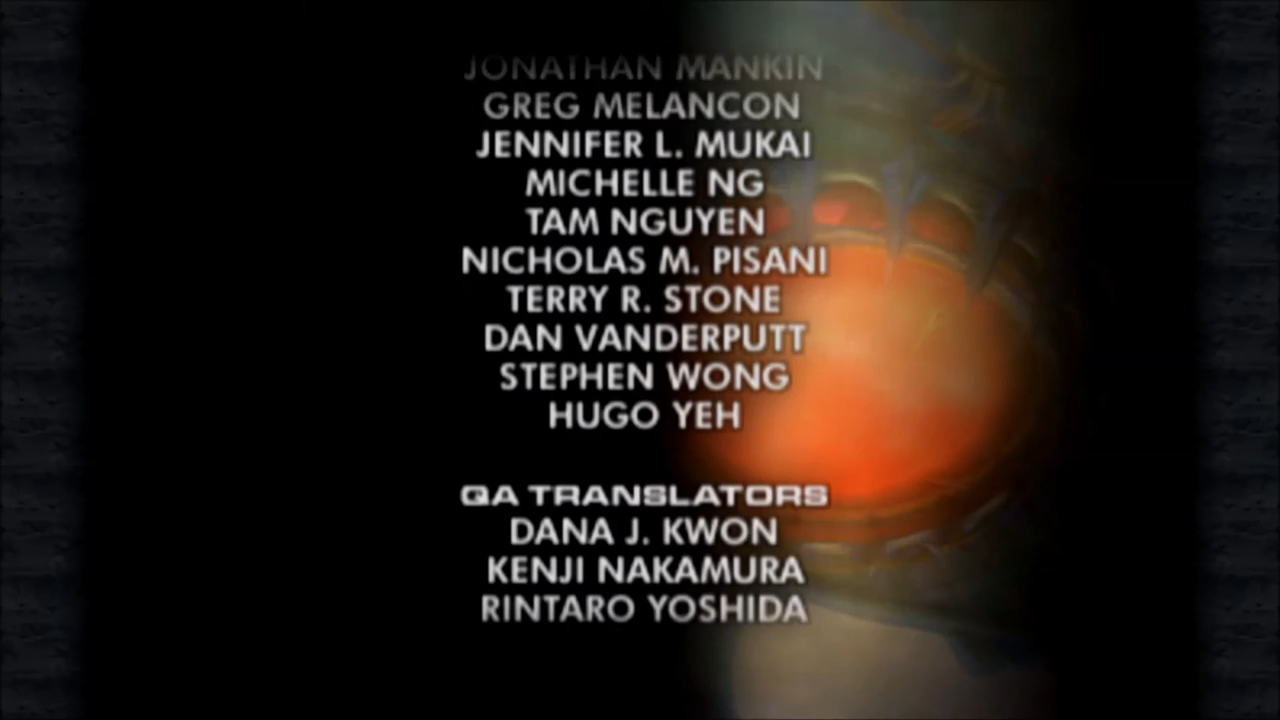 JONATHAN MANKIN
GREG MELANCON
JENNIFER L. MUKAI
MICHELLE NG
TAM NGUYEN
NICHOLAS M. PISANI
TERRY R. STONE
DAN VANDERPUTT
STEPHEN WONG
HUGO YEH
QA TRANSLATORS
DANA J. KWON
KENJI NAKAMURA
RINTARO YOSHIDA